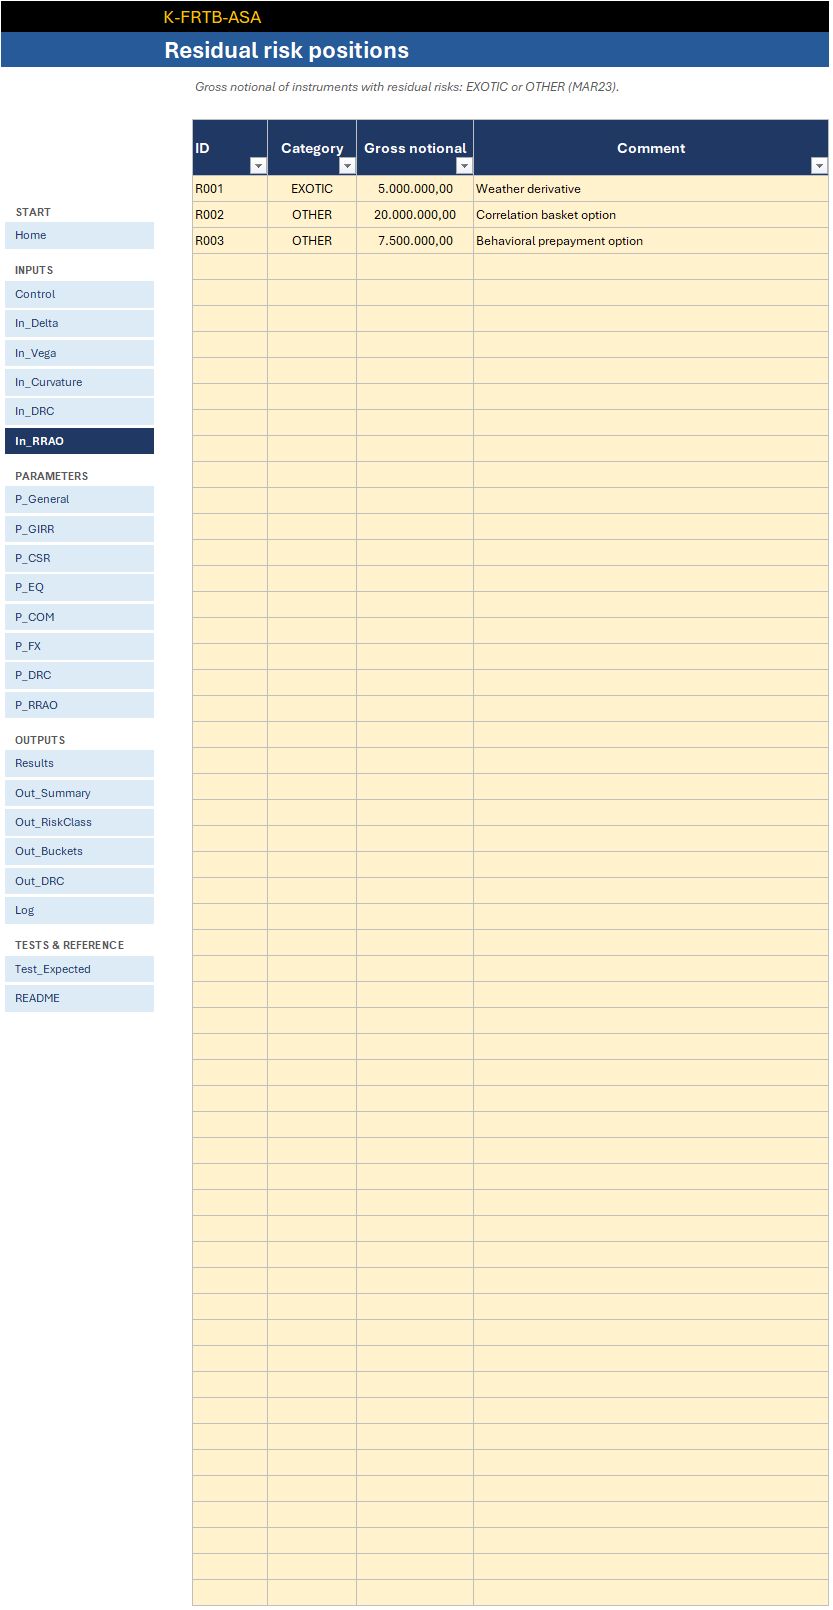 K-FRTB-ASA
Residual risk positions
Gross notional of instruments with residual risks: EXOTIC or OTHER (MAR23).
ID Category Gross notional Comment
R001 EXOTIC 5.000.000,00 Weather derivative
R002 OTHER 20.000.000,00 Correlation basket option
R003 OTHER 7.500.000,00 Behavioral prepayment option
START
Home
INPUTS
Control
In_Delta
In_Vega
In_Curvature
In_DRC
In_RRAO
PARAMETERS
P_General
P_GIRR
P_CSR
P_EQ
P_COM
P_FX
P_DRC
P_RRAO
OUTPUTS
Results
Out_Summary
Out_RiskClass
Out_Buckets
Out_DRC
Log
TESTS & REFERENCE
Test_Expected
README